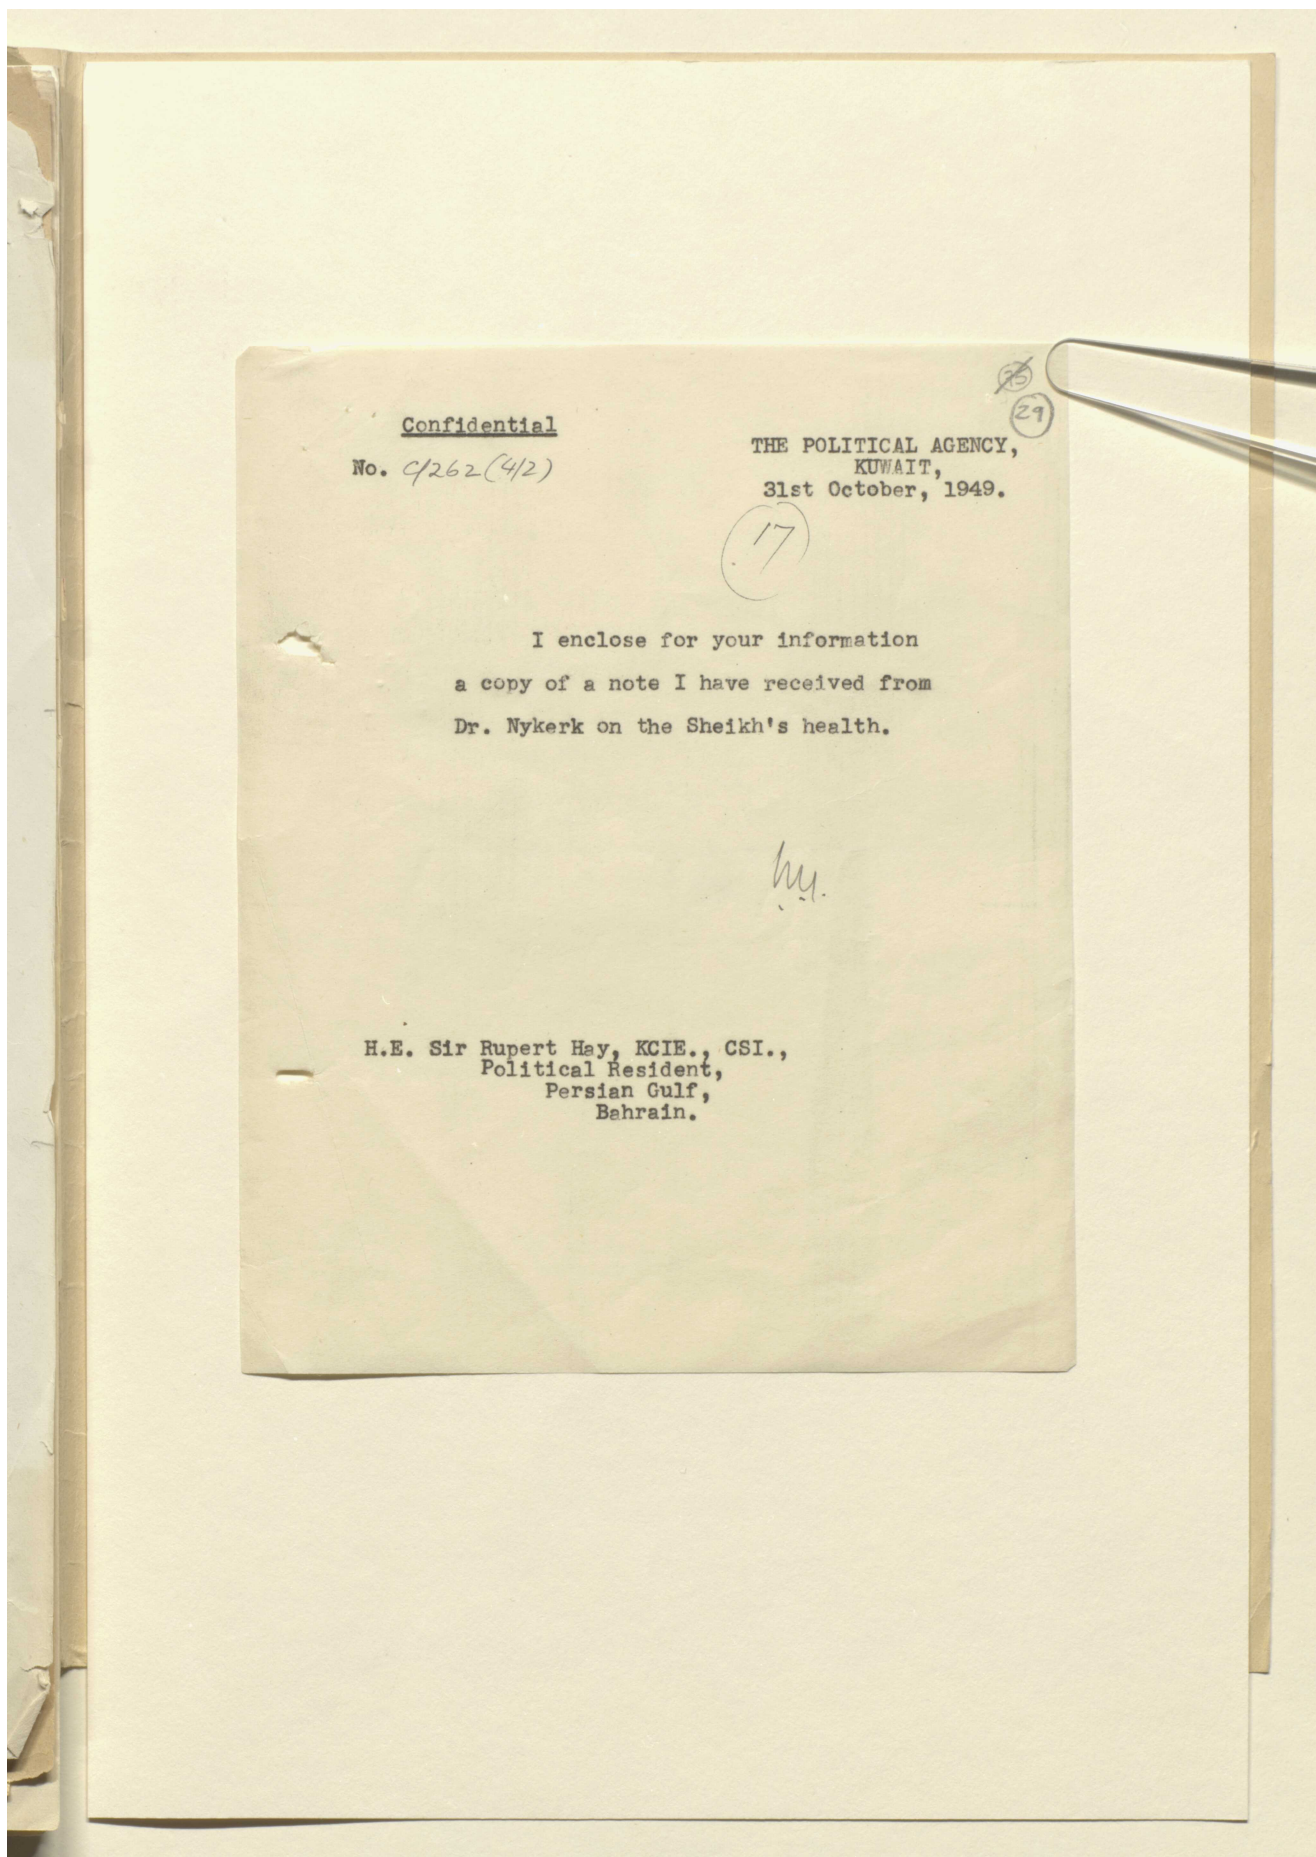 29
Confidential
THE POLITICAL AGENCY,
No. C/262(4/2)
KUWAIT,
31st October, 1949.
17
I enclose for your information
a copy of a note I have received from
Dr. Nykerk on the Sheikh's health.
H.E. Sir Rupert Hay, KCIE., CSI.,
Political Resident,
Persian Gulf,
Bahrain.